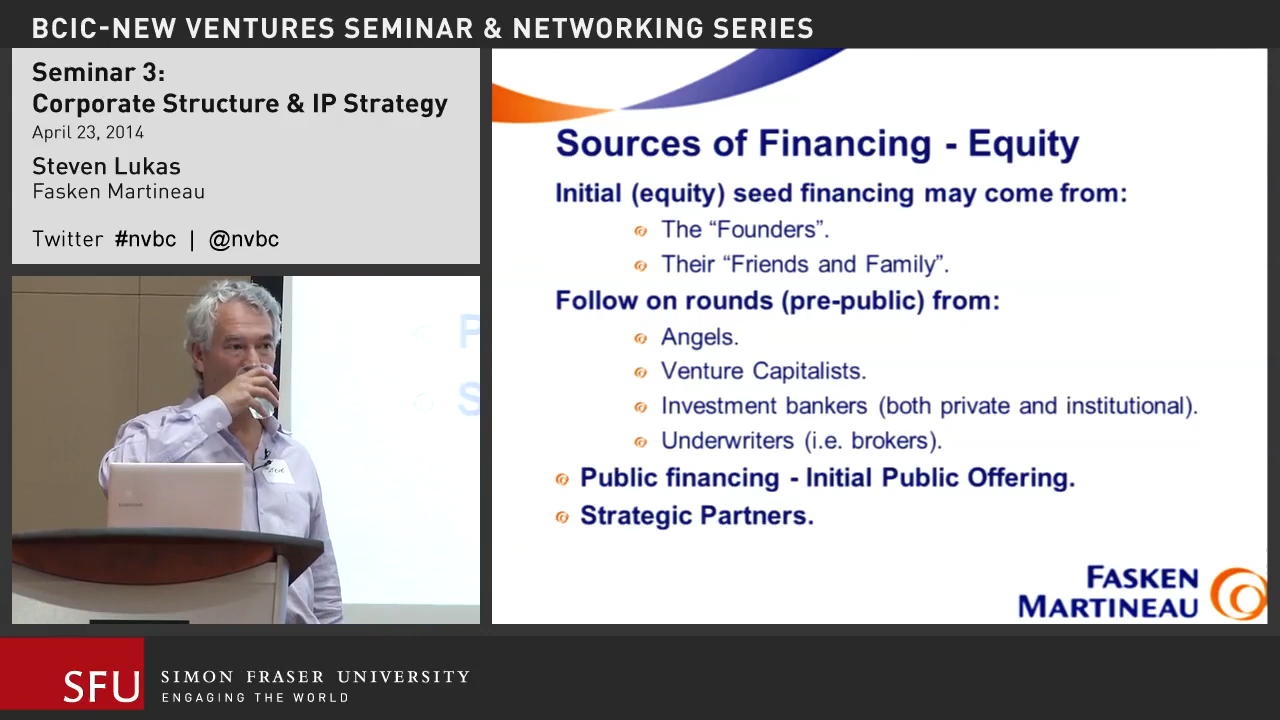 BCIC-NEW VENTURES SEMINAR & NETWORKING SERIES
Seminar 3:
Corporate Structure & IP Strategy
April 23, 2014
Steven Lukas
Fasken Martineau
Twitter #nvbc | @nvbc
Sources of Financing - Equity
Initial (equity) seed financing may come from:
The “Founders”.
Their “Friends and Family”.
Follow on rounds (pre-public) from:
Angels.
Venture Capitalists.
Investment bankers (both private and institutional).
Underwriters (i.e. brokers).
Public financing - Initial Public Offering.
Strategic Partners.
FASKEN
MARTINEAU
P
S
SFU
SIMON FRASER UNIVERSITY
ENGAGING THE WORLD